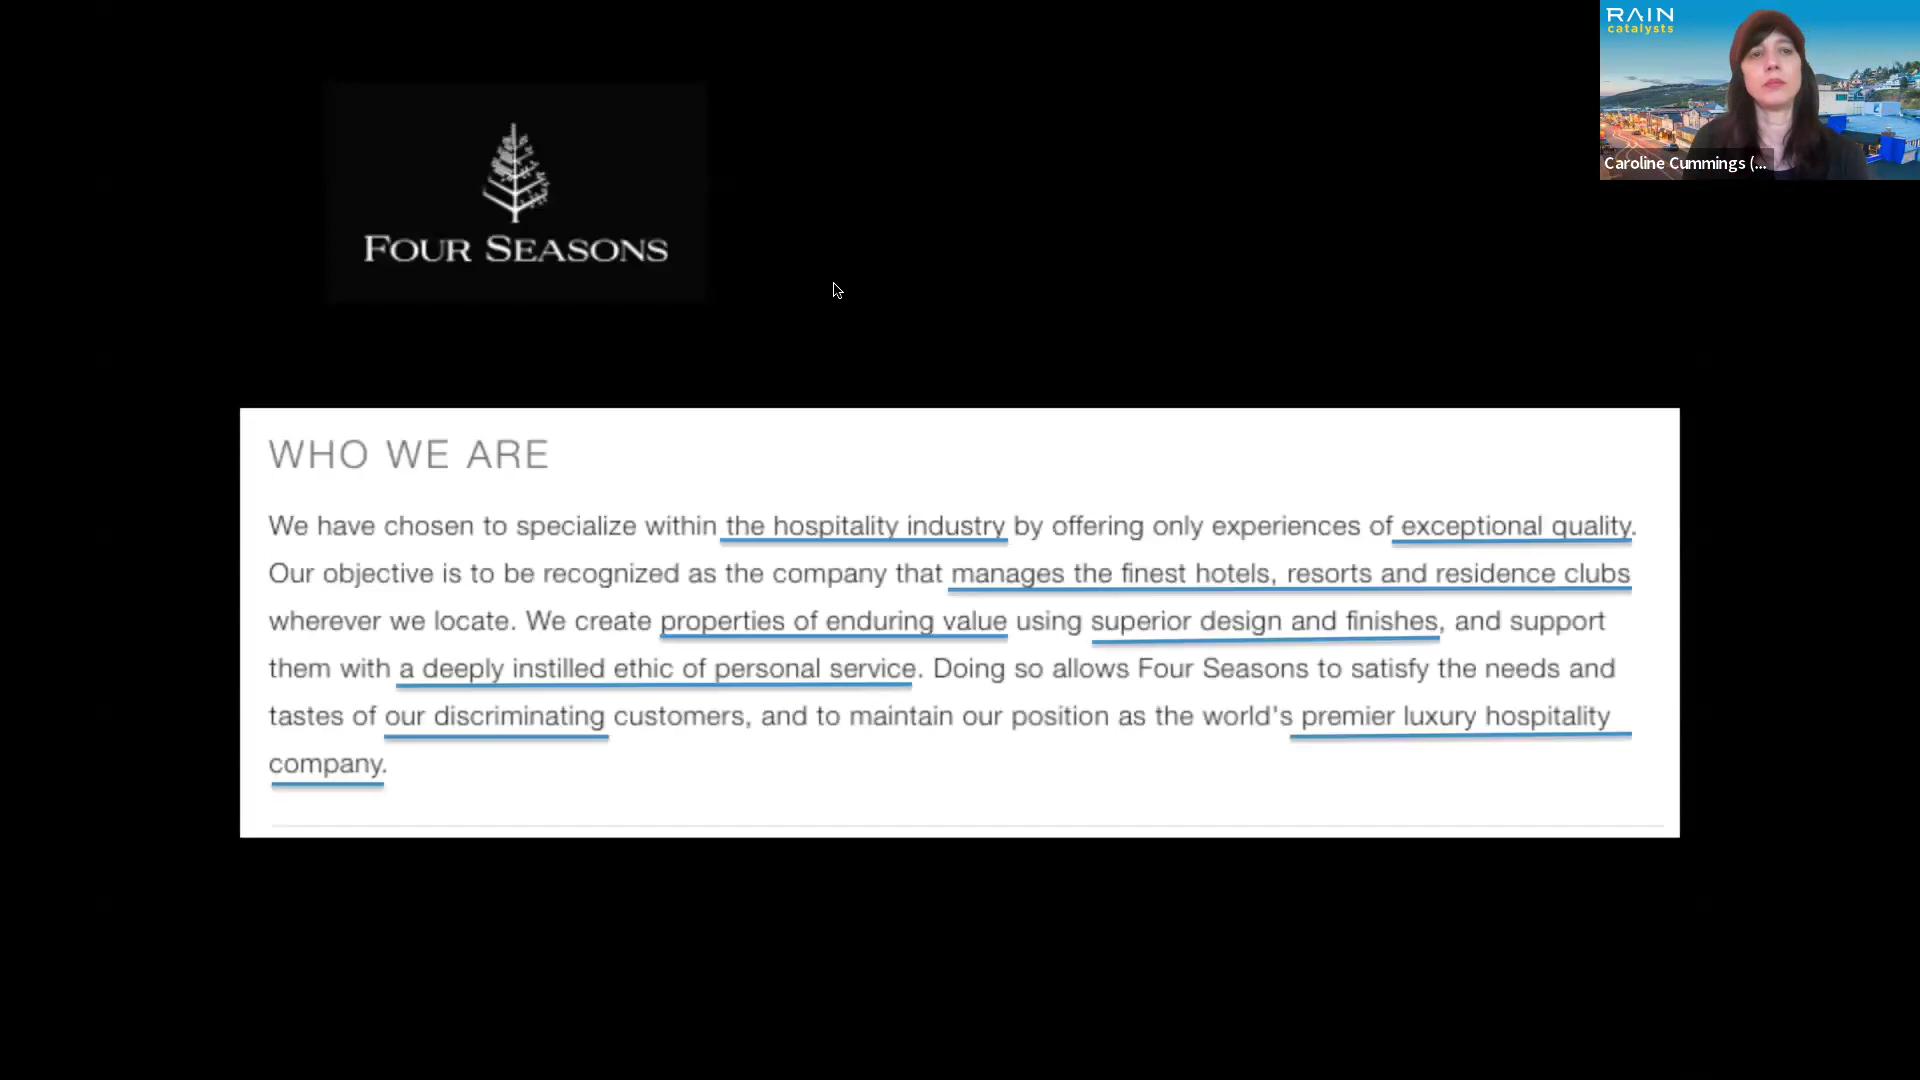 RAIN
catalysts
Caroline Cummings (...
FOUR SEASONS
WHO WE ARE
We have chosen to specialize within the hospitality industry by offering only experiences of exceptional quality.
Our objective is to be recognized as the company that manages the finest hotels, resorts and residence clubs
wherever we locate. We create properties of enduring value using superior design and finishes, and support
them with a deeply instilled ethic of personal service. Doing so allows Four Seasons to satisfy the needs and
tastes of our discriminating customers, and to maintain our position as the world's premier luxury hospitality
company.